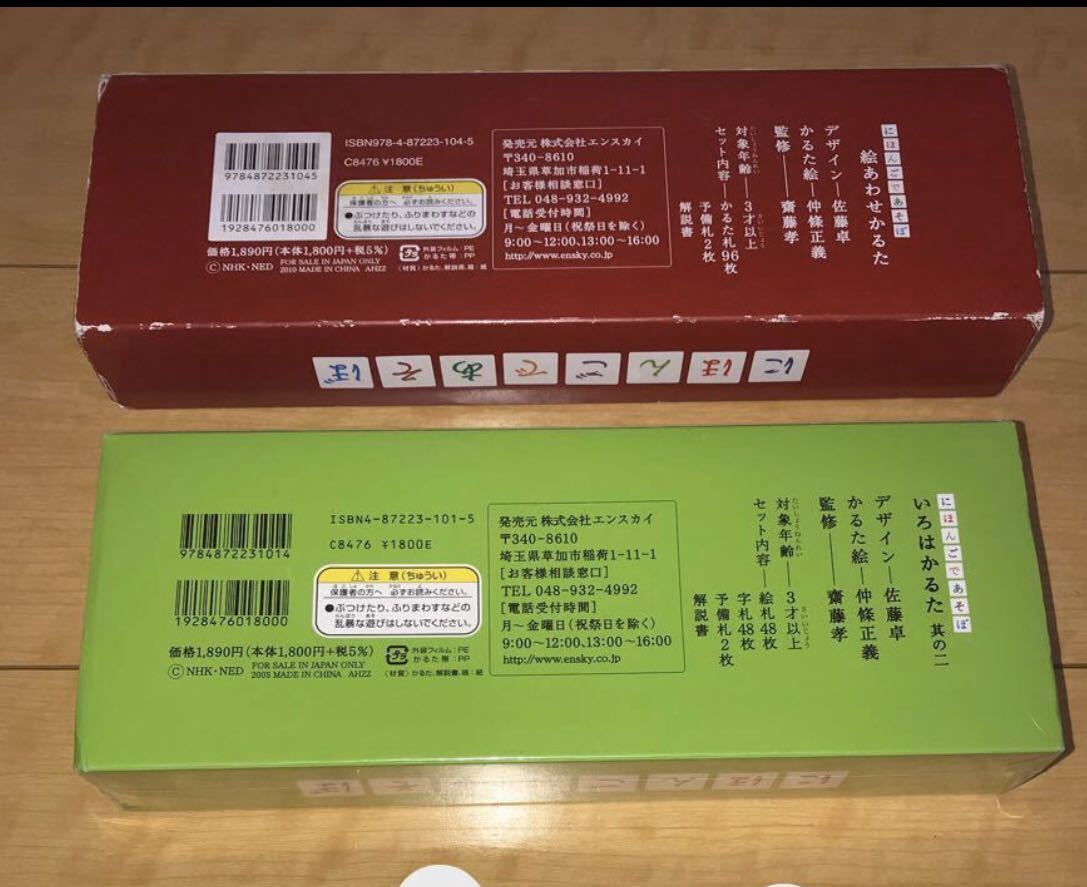 にほんごであそぼ
絵あわせかるた
デザイン―佐藤卓
かるた絵―仲條正義
監修―齋藤孝
対象年齢―3才以上
セット内容―かるた札96枚
予備札2枚
解説書
発売元 株式会社エンスカイ
〒340-8610
埼玉県草加市稲荷1-11-1
[お客様相談窓口]
TEL 048-932-4992
[電話受付時間]
月~金曜日(祝祭日を除く)
9:00~12:00、13:00~16:00
http://www.ensky.co.jp
ISBN978-4-87223-104-5
C8476 ¥1800E
9784872231045
1928476018000
注意(ちゅうい)
保護者の方へ 必ずお読みください。
●ぶつけたり、ふりまわすなどの
乱暴な遊びはしないでください。
価格1,890円(本体1,800円+税5%)
プラ
外装フィルム:PE
かるた帯:PP
© NHK・NED
FOR SALE IN JAPAN ONLY
2010 MADE IN CHINA AHZZ
〈材質〉かるた、解説書、箱:紙
にほんごであそぼ
にほんごであそぼ
いろはかるた 其の二
デザイン―佐藤卓
かるた絵―仲條正義
監修―齋藤孝
対象年齢―3才以上
セット内容―絵札48枚
字札48枚
予備札2枚
解説書
発売元 株式会社エンスカイ
〒340-8610
埼玉県草加市稲荷1-11-1
[お客様相談窓口]
TEL 048-932-4992
[電話受付時間]
月~金曜日(祝祭日を除く)
9:00~12:00、13:00~16:00
http://www.ensky.co.jp
ISBN4-87223-101-5
C8476 ¥1800E
9784872231014
1928476018000
注意(ちゅうい)
保護者の方へ 必ずお読みください。
●ぶつけたり、ふりまわすなどの
乱暴な遊びはしないでください。
価格1,890円(本体1,800円+税5%)
プラ
外装フィルム:PE
かるた帯:PP
© NHK・NED
FOR SALE IN JAPAN ONLY
2005 MADE IN CHINA AHZZ
〈材質〉かるた、解説書、箱:紙